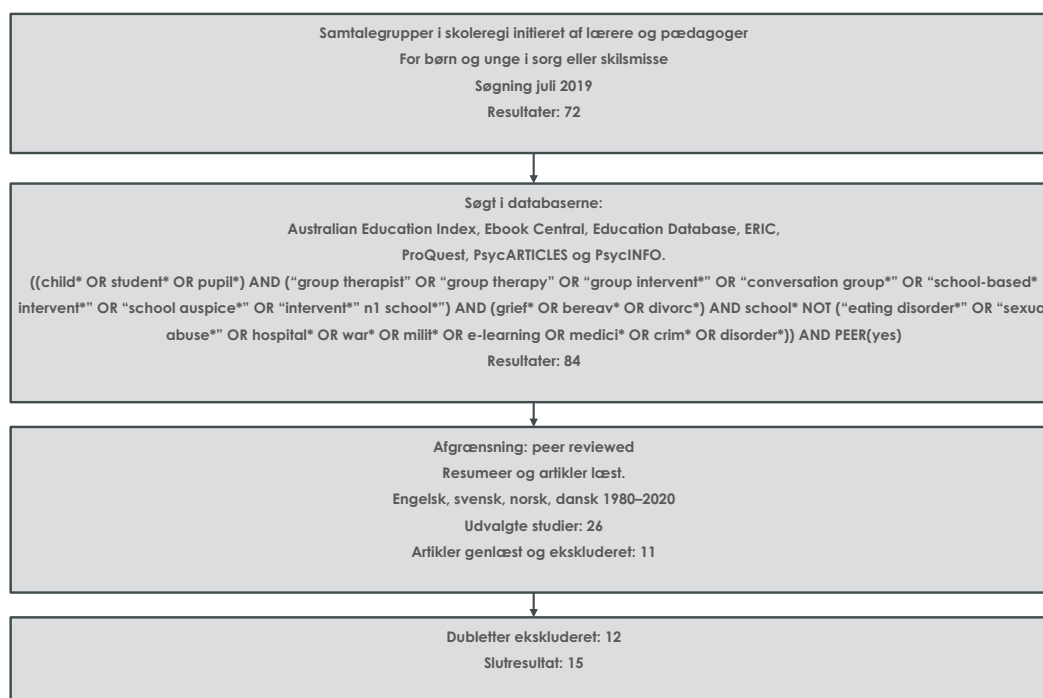 Samtalegrupper i skoleregi initieret af lærere og pædagoger
For børn og unge i sorg eller skilsmisse
Søgning juli 2019
Resultater: 72
Søgt i databaserne:
Australian Education Index, Ebook Central, Education Database, ERIC,
ProQuest, PsycARTICLES og PsycINFO.
((child* OR student* OR pupil*) AND (“group therapist” OR “group therapy” OR “group intervent*” OR “conversation group*” OR “school-based*
intervent*” OR “school auspice*” OR “intervent*” n1 school*”) AND (grief* OR bereav* OR divorc*) AND school* NOT (“eating disorder*” OR “sexua
abuse*” OR hospital* OR war* OR milit* OR e-learning OR medici* OR crim* OR disorder*)) AND PEER(yes)
Resultater: 84
Afgrænsning: peer reviewed
Resumeer og artikler læst.
Engelsk, svensk, norsk, dansk 1980–2020
Udvalgte studier: 26
Artikler genlæst og ekskluderet: 11
Dubletter ekskluderet: 12
Slutresultat: 15